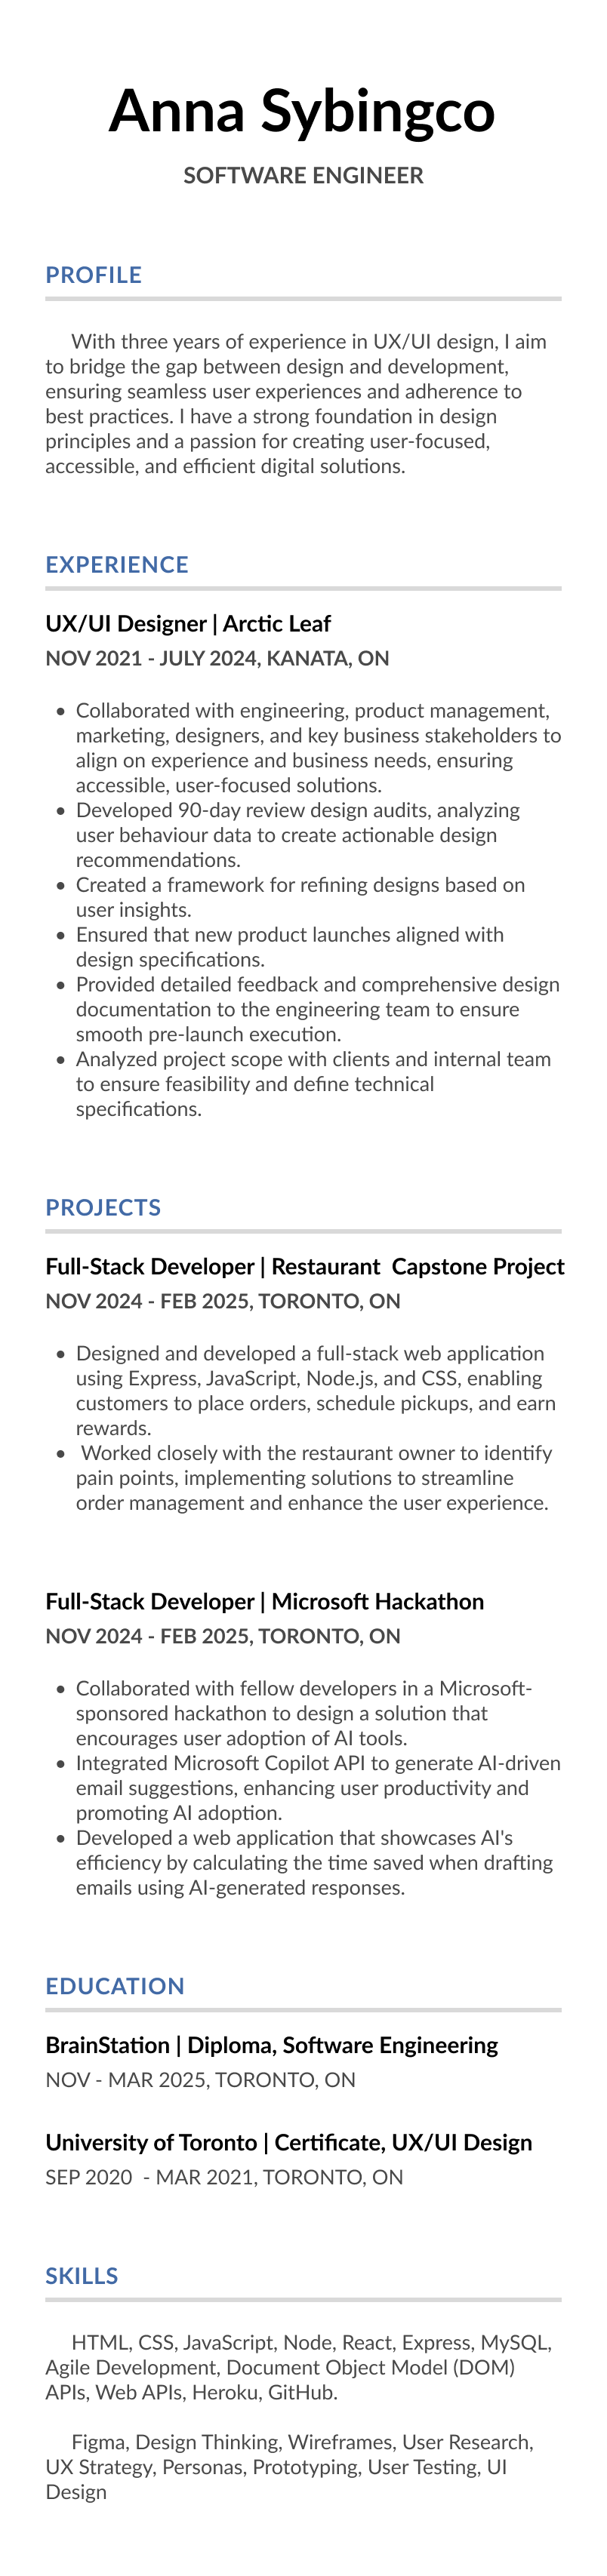 Anna Sybingco
SOFTWARE ENGINEER
PROFILE
With three years of experience in UX/UI design, I aim
to bridge the gap between design and development,
ensuring seamless user experiences and adherence to
best practices. I have a strong foundation in design
principles and a passion for creating user-focused,
accessible, and efficient digital solutions.
EXPERIENCE
UX/UI Designer | Arctic Leaf
NOV 2021 - JULY 2024, KANATA, ON
• Collaborated with engineering, product management,
marketing, designers, and key business stakeholders to
align on experience and business needs, ensuring
accessible, user-focused solutions.
• Developed 90-day review design audits, analyzing
user behaviour data to create actionable design
recommendations.
• Created a framework for refining designs based on
user insights.
• Ensured that new product launches aligned with
design specifications.
• Provided detailed feedback and comprehensive design
documentation to the engineering team to ensure
smooth pre-launch execution.
• Analyzed project scope with clients and internal team
to ensure feasibility and define technical
specifications.
PROJECTS
Full-Stack Developer | Restaurant  Capstone Project
NOV 2024 - FEB 2025, TORONTO, ON
• Designed and developed a full-stack web application
using Express, JavaScript, Node.js, and CSS, enabling
customers to place orders, schedule pickups, and earn
rewards.
• Worked closely with the restaurant owner to identify
pain points, implementing solutions to streamline
order management and enhance the user experience.
Full-Stack Developer | Microsoft Hackathon
NOV 2024 - FEB 2025, TORONTO, ON
• Collaborated with fellow developers in a Microsoft-
sponsored hackathon to design a solution that
encourages user adoption of AI tools.
• Integrated Microsoft Copilot API to generate AI-driven
email suggestions, enhancing user productivity and
promoting AI adoption.
• Developed a web application that showcases AI's
efficiency by calculating the time saved when drafting
emails using AI-generated responses.
EDUCATION
BrainStation | Diploma, Software Engineering
NOV - MAR 2025, TORONTO, ON
University of Toronto | Certificate, UX/UI Design
SEP 2020  - MAR 2021, TORONTO, ON
SKILLS
HTML, CSS, JavaScript, Node, React, Express, MySQL,
Agile Development, Document Object Model (DOM)
APIs, Web APIs, Heroku, GitHub.
Figma, Design Thinking, Wireframes, User Research,
UX Strategy, Personas, Prototyping, User Testing, UI
Design